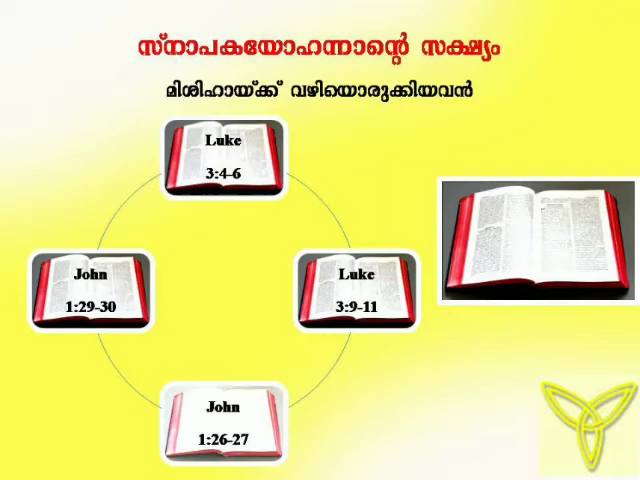 സ്നാപകയോഹന്നാന്റെ സക്ഷ്യം
മിശിഹായ്ക്ക് വഴിയൊരുക്കിയവൻ
Luke
3:4-6
John
1:29-30
Luke
3:9-11
John
1:26-27